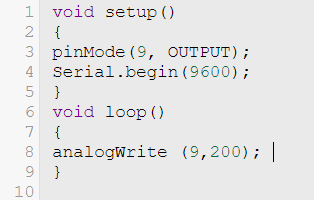 1 void setup()
2 {
3 pinMode(9, OUTPUT);
4 Serial.begin(9600);
5 }
6 void loop()
7 {
8 analogWrite (9,200);
9 }
10